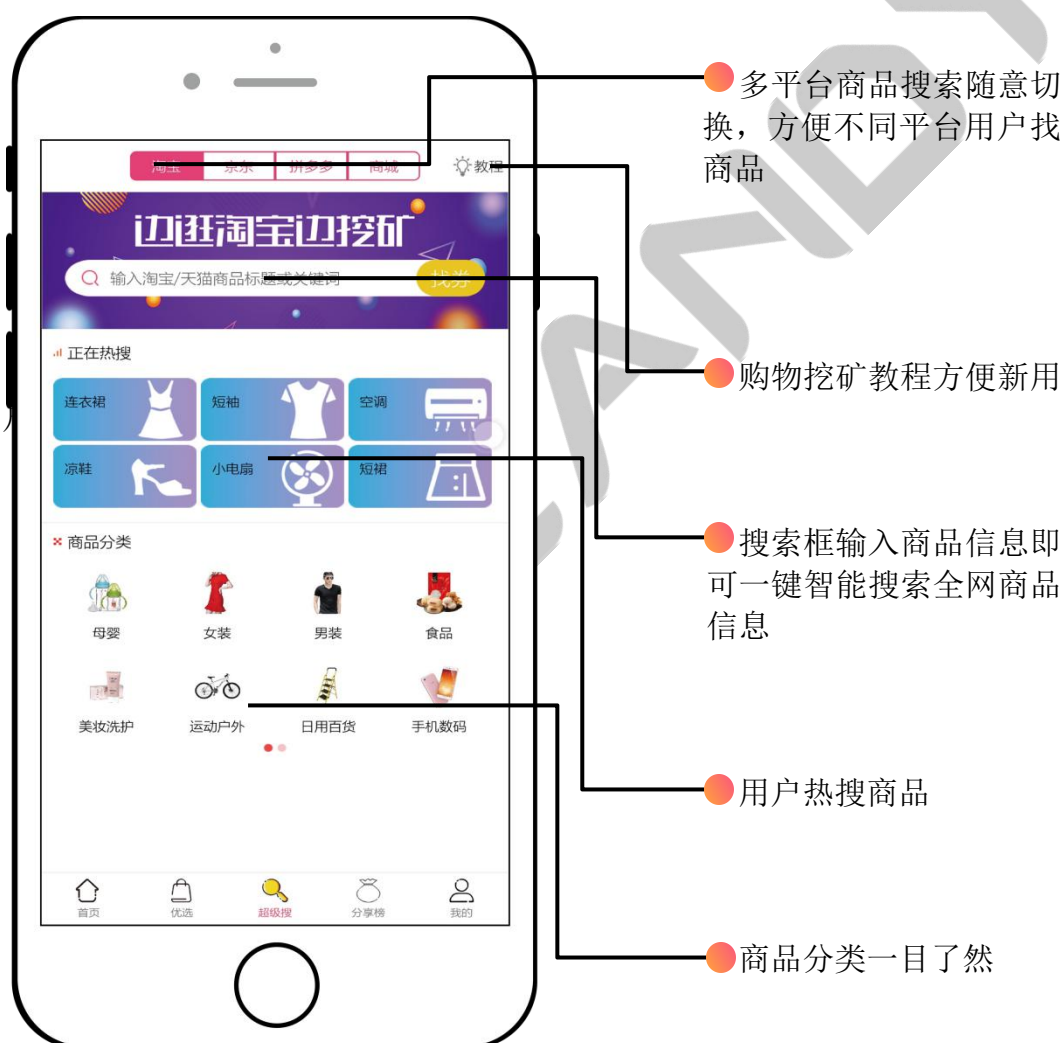 淘宝 京东 拼多多 商城 教程
边逛淘宝边挖矿
输入淘宝/天猫商品标题或关键词 找券
正在热搜
连衣裙 短袖 空调
凉鞋 小电扇 短裙
商品分类
母婴 女装 男装 食品
美妆洗护 运动户外 日用百货 手机数码
首页 优选 超级搜 分享榜 我的
多平台商品搜索随意切
换，方便不同平台用户找
商品
购物挖矿教程方便新用
搜索框输入商品信息即
可一键智能搜索全网商品
信息
用户热搜商品
商品分类一目了然